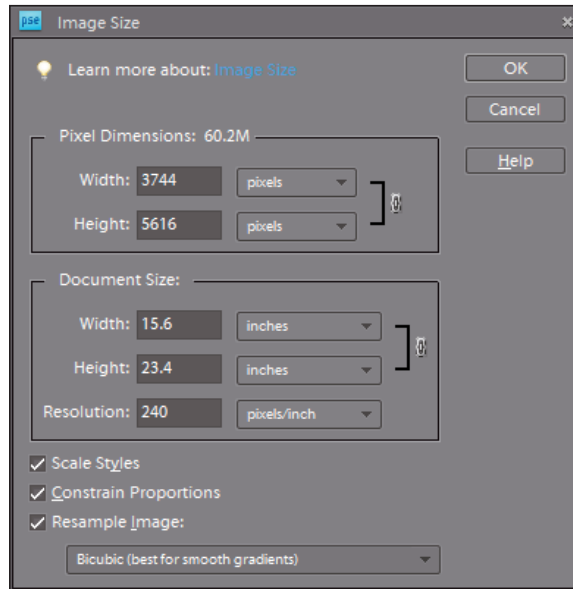 pse Image Size
Learn more about: Image Size
OK
Cancel
Help
Pixel Dimensions: 60.2M
Width: 3744 pixels
Height: 5616 pixels
Document Size:
Width: 15.6 inches
Height: 23.4 inches
Resolution: 240 pixels/inch
Scale Styles
Constrain Proportions
Resample Image:
Bicubic (best for smooth gradients)